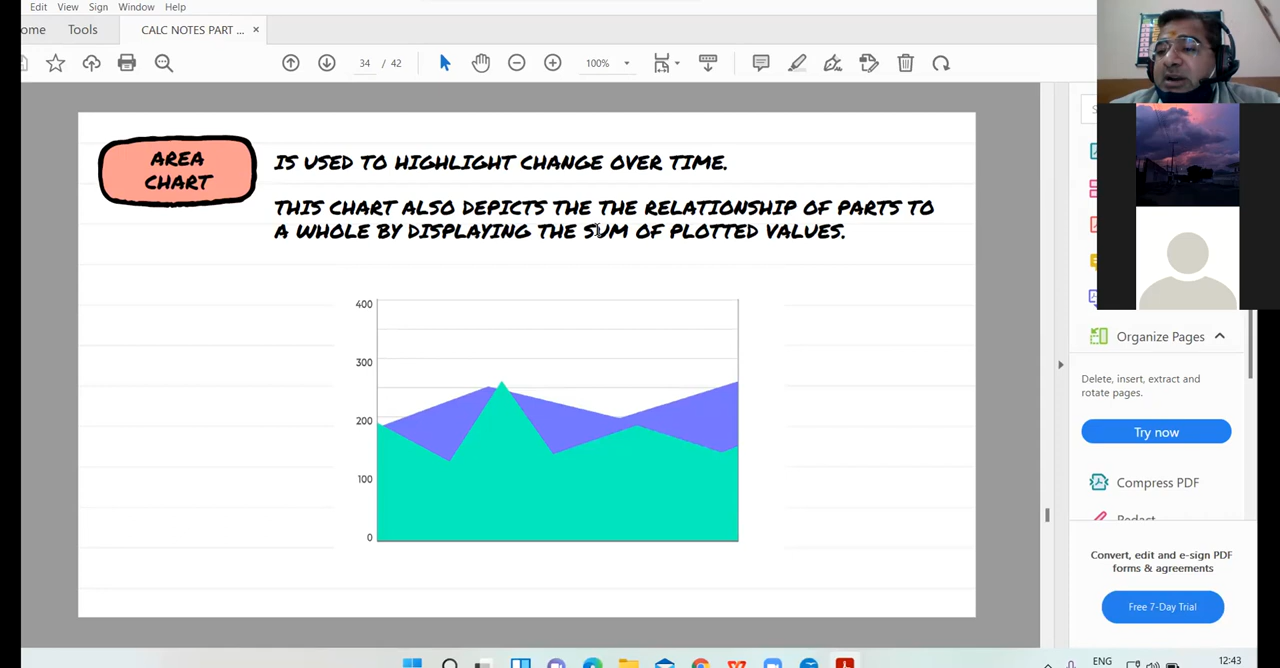 Edit View Sign Window Help
ome Tools CALC NOTES PART ... ×
34 / 42 100%
AREA
CHART
IS USED TO HIGHLIGHT CHANGE OVER TIME.
THIS CHART ALSO DEPICTS THE THE RELATIONSHIP OF PARTS TO
A WHOLE BY DISPLAYING THE SUM OF PLOTTED VALUES.
400
300
200
100
0
Organize Pages
Delete, insert, extract and
rotate pages.
Try now
Compress PDF
Redact
Convert, edit and e-sign PDF
forms & agreements
Free 7-Day Trial
ENG
12:43